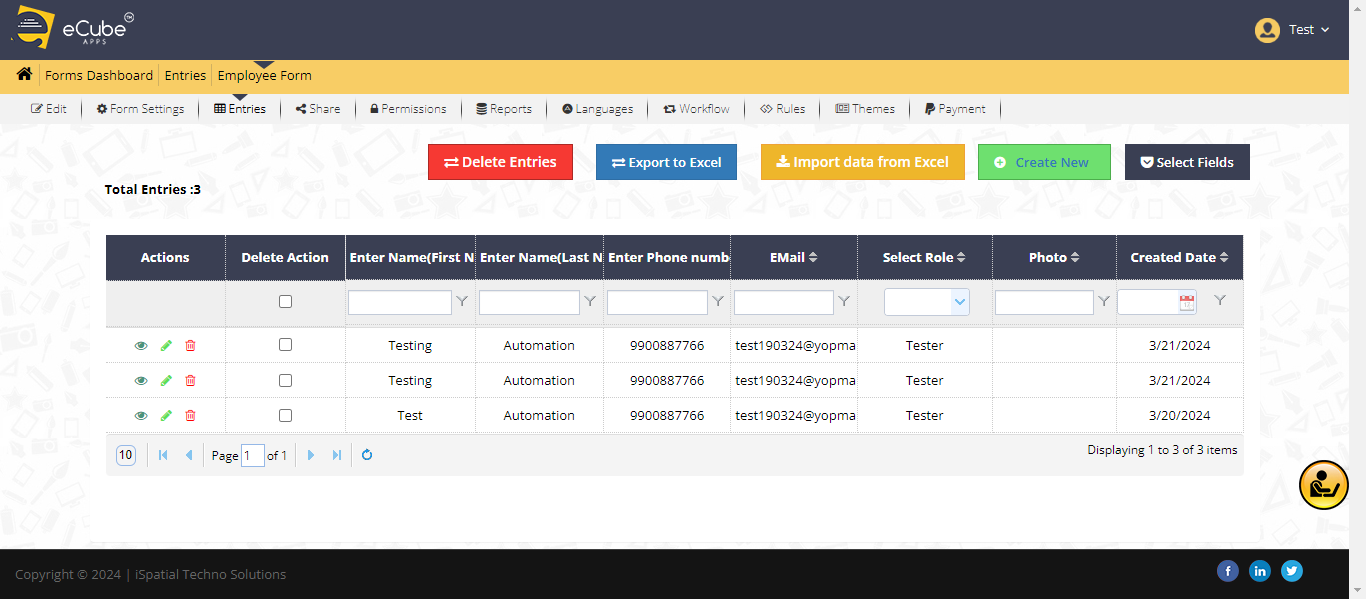 eCube™
APPS
Test
Forms Dashboard Entries Employee Form
Edit Form Settings Entries Share Permissions Reports Languages Workflow Rules Themes Payment
Delete Entries Export to Excel Import data from Excel Create New Select Fields
Total Entries :3
Actions Delete Action Enter Name(First N Enter Name(Last N Enter Phone numb EMail Select Role Photo Created Date
Testing Automation 9900887766 test190324@yopma Tester 3/21/2024
Testing Automation 9900887766 test190324@yopma Tester 3/21/2024
Test Automation 9900887766 test190324@yopma Tester 3/20/2024
10 Page 1 of 1 Displaying 1 to 3 of 3 items
Copyright © 2024 | iSpatial Techno Solutions